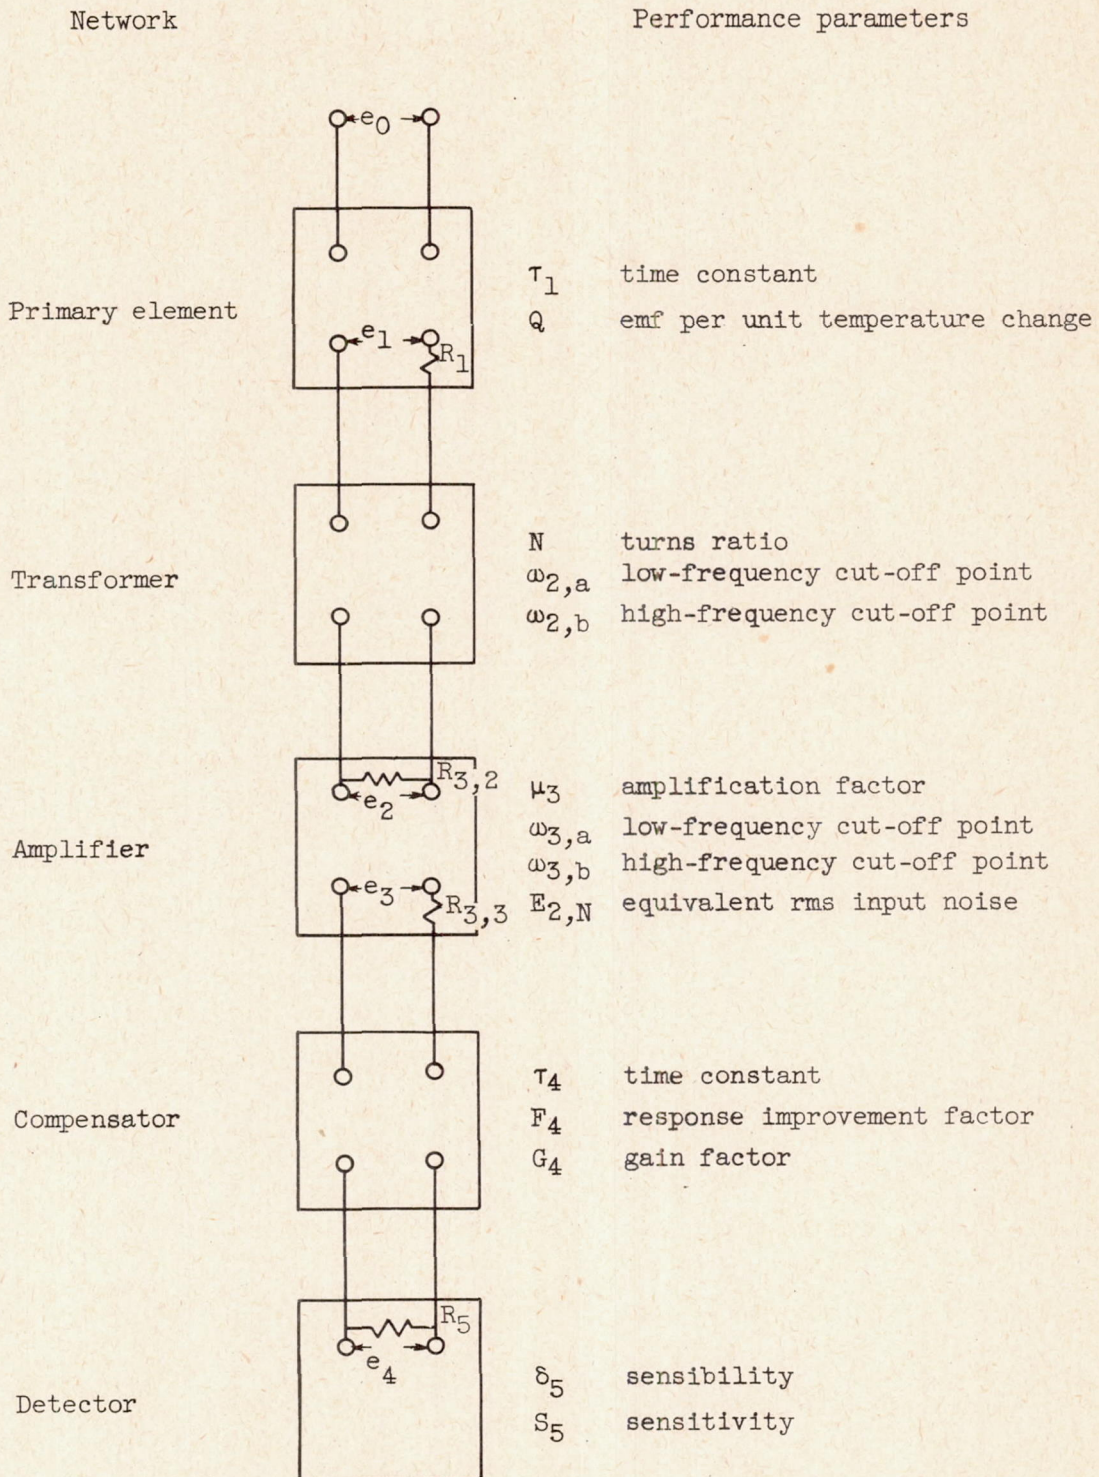 Network Performance parameters
e0
τ1 time constant
Primary element
Q emf per unit temperature change
e1
R1
N turns ratio
Transformer
ω2,a low-frequency cut-off point
ω2,b high-frequency cut-off point
R3,2
e2
μ3 amplification factor
ω3,a low-frequency cut-off point
Amplifier
ω3,b high-frequency cut-off point
e3
R3,3
E2,N equivalent rms input noise
τ4 time constant
Compensator
F4 response improvement factor
G4 gain factor
R5
e4
δ5 sensibility
Detector
S5 sensitivity